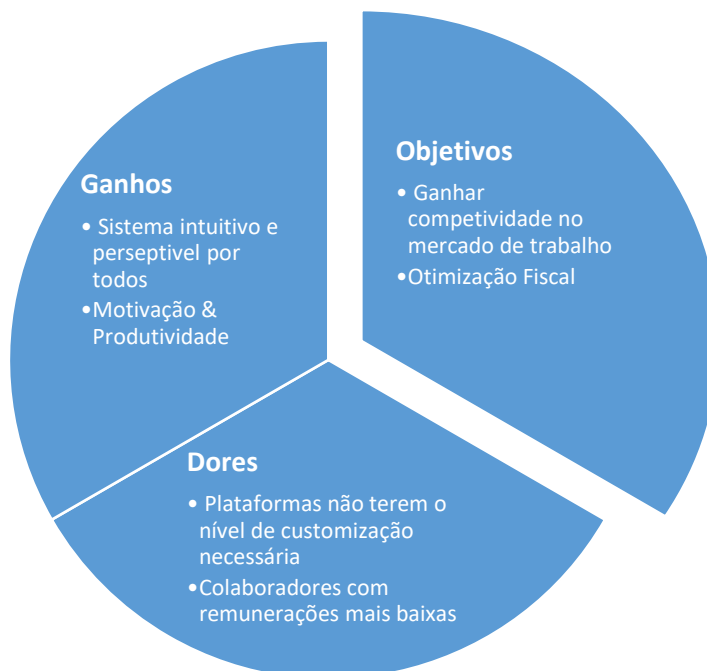 Objetivos
• Ganhar
competividade no
mercado de trabalho
•Otimização Fiscal
Dores
• Plataformas não terem o
nível de customização
necessária
•Colaboradores com
remunerações mais baixas
Ganhos
• Sistema intuitivo e
perseptivel por
todos
•Motivação &
Produtividade